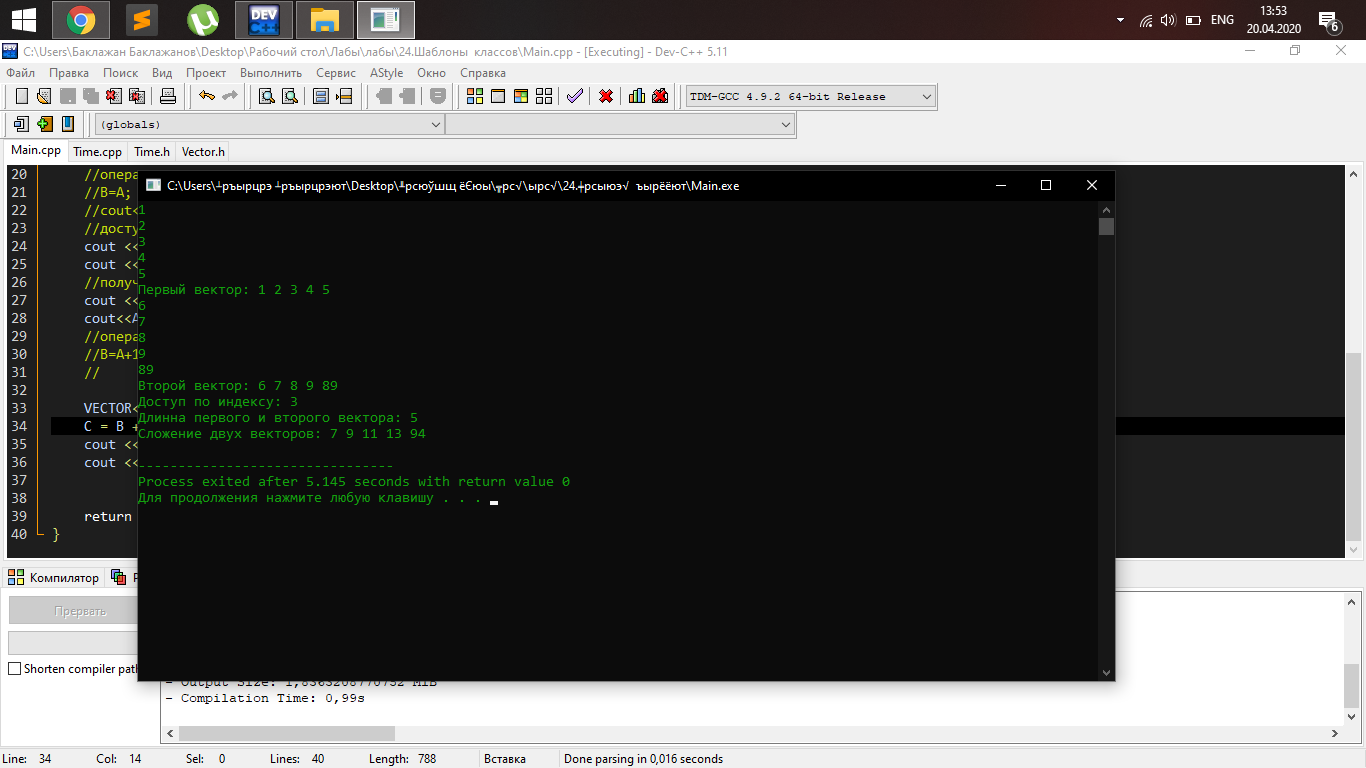 DEV C++
ENG
13:53
20.04.2020
6
C:\Users\Баклажан Баклажанов\Desktop\Рабочий стол\Лабы\лабы\24.Шаблоны классов\Main.cpp - [Executing] - Dev-C++ 5.11
Файл Правка Поиск Вид Проект Выполнить Сервис AStyle Окно Справка
TDM-GCC 4.9.2 64-bit Release
(globals)
Main.cpp Time.cpp Time.h Vector.h
C:\Users\┴ръырцрэ ┴ръырцрэют\Desktop\╨рсюўшщ ёЄюы\╦рс√\ырс√\24.╪рсыюэ√ ъырёёют\Main.exe
20 //опера
21 //B=A;
22 //cout<
23 //досту
24 cout <<
25 cout <<
26 //получ
27 cout <<
28 cout<<A
29 //опера
30 //B=A+1
31 //
32
33 VECTOR<
34 C = B +
35 cout <<
36 cout <<
37
38
39 return
40 }
1
2
3
4
5
Первый вектор: 1 2 3 4 5
6
7
8
9
89
Второй вектор: 6 7 8 9 89
Доступ по индексу: 3
Длинна первого и второго вектора: 5
Сложение двух векторов: 7 9 11 13 94
--------------------------------
Process exited after 5.145 seconds with return value 0
Для продолжения нажмите любую клавишу . . .
Компилятор
Прервать
Shorten compiler path
- Output Size: 1,8363208770752 MiB
- Compilation Time: 0,99s
Line: 34 Col: 14 Sel: 0 Lines: 40 Length: 788 Вставка Done parsing in 0,016 seconds